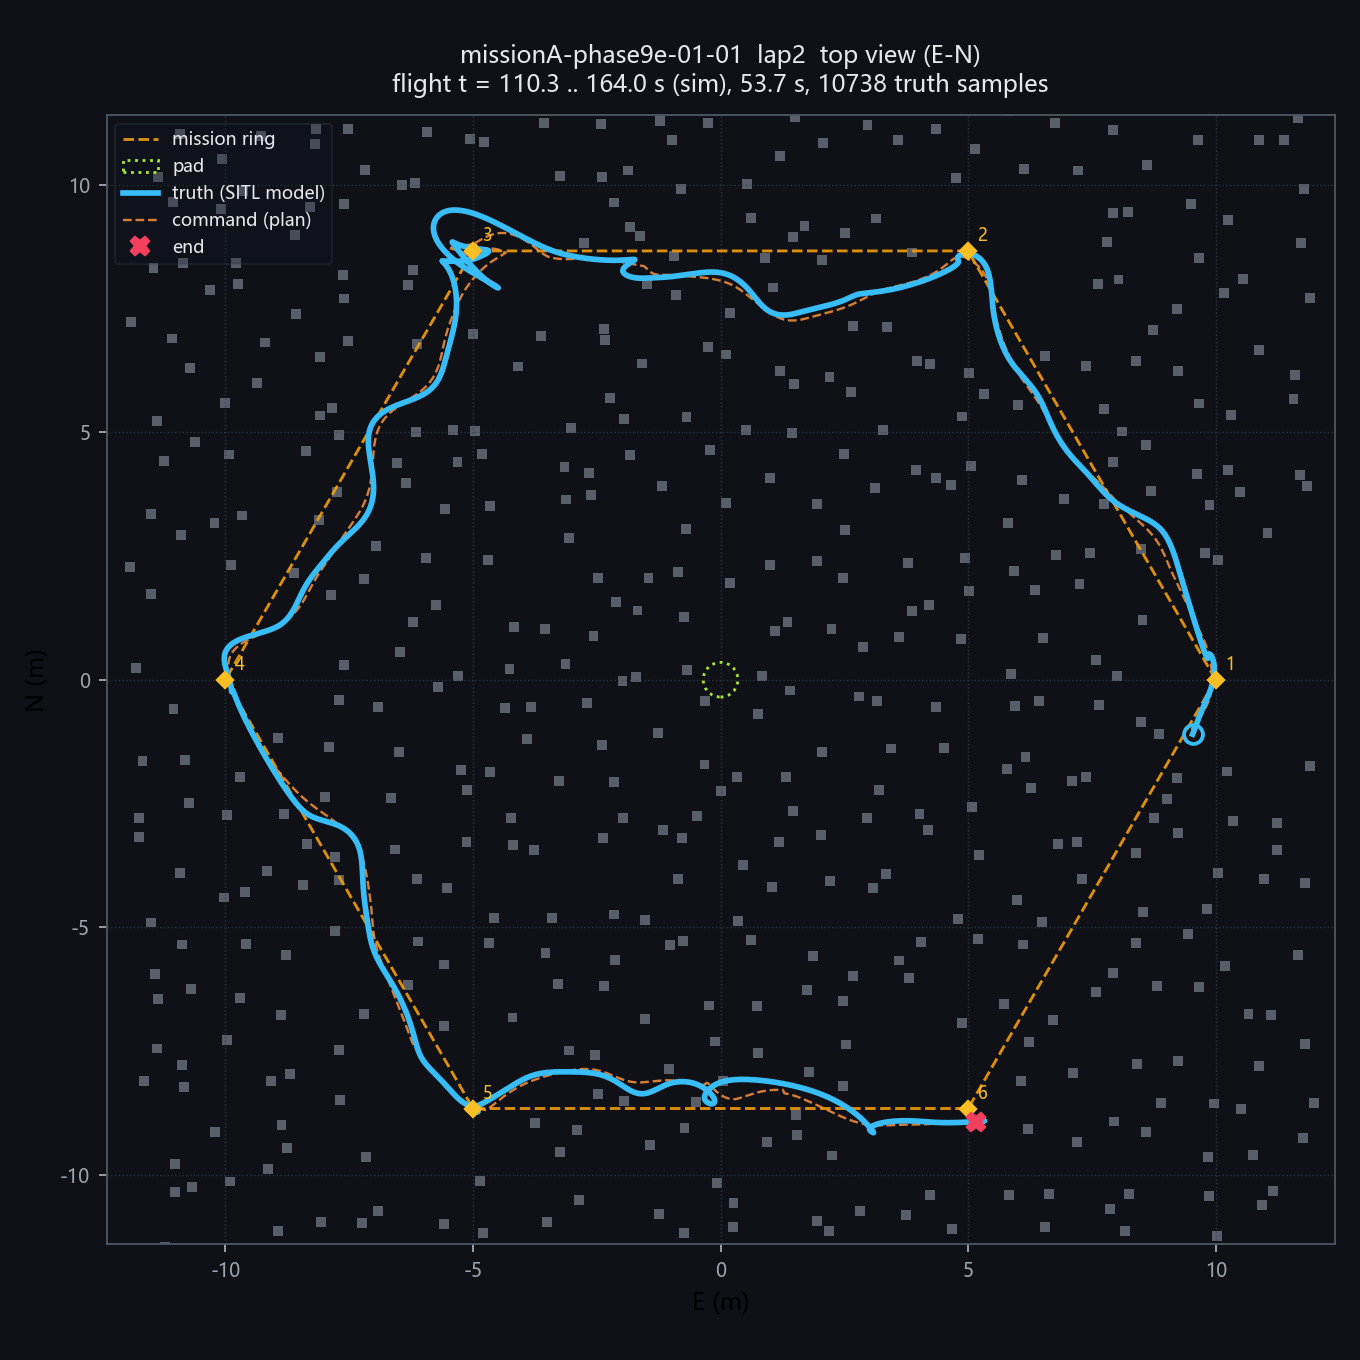 missionA-phase9e-01-01  lap2  top view (E-N)
flight t = 110.3 .. 164.0 s (sim), 53.7 s, 10738 truth samples
mission ring
pad
truth (SITL model)
command (plan)
end
3
2
4
1
5
6
10
5
0
-5
-10
N (m)
-10
-5
0
5
10
E (m)